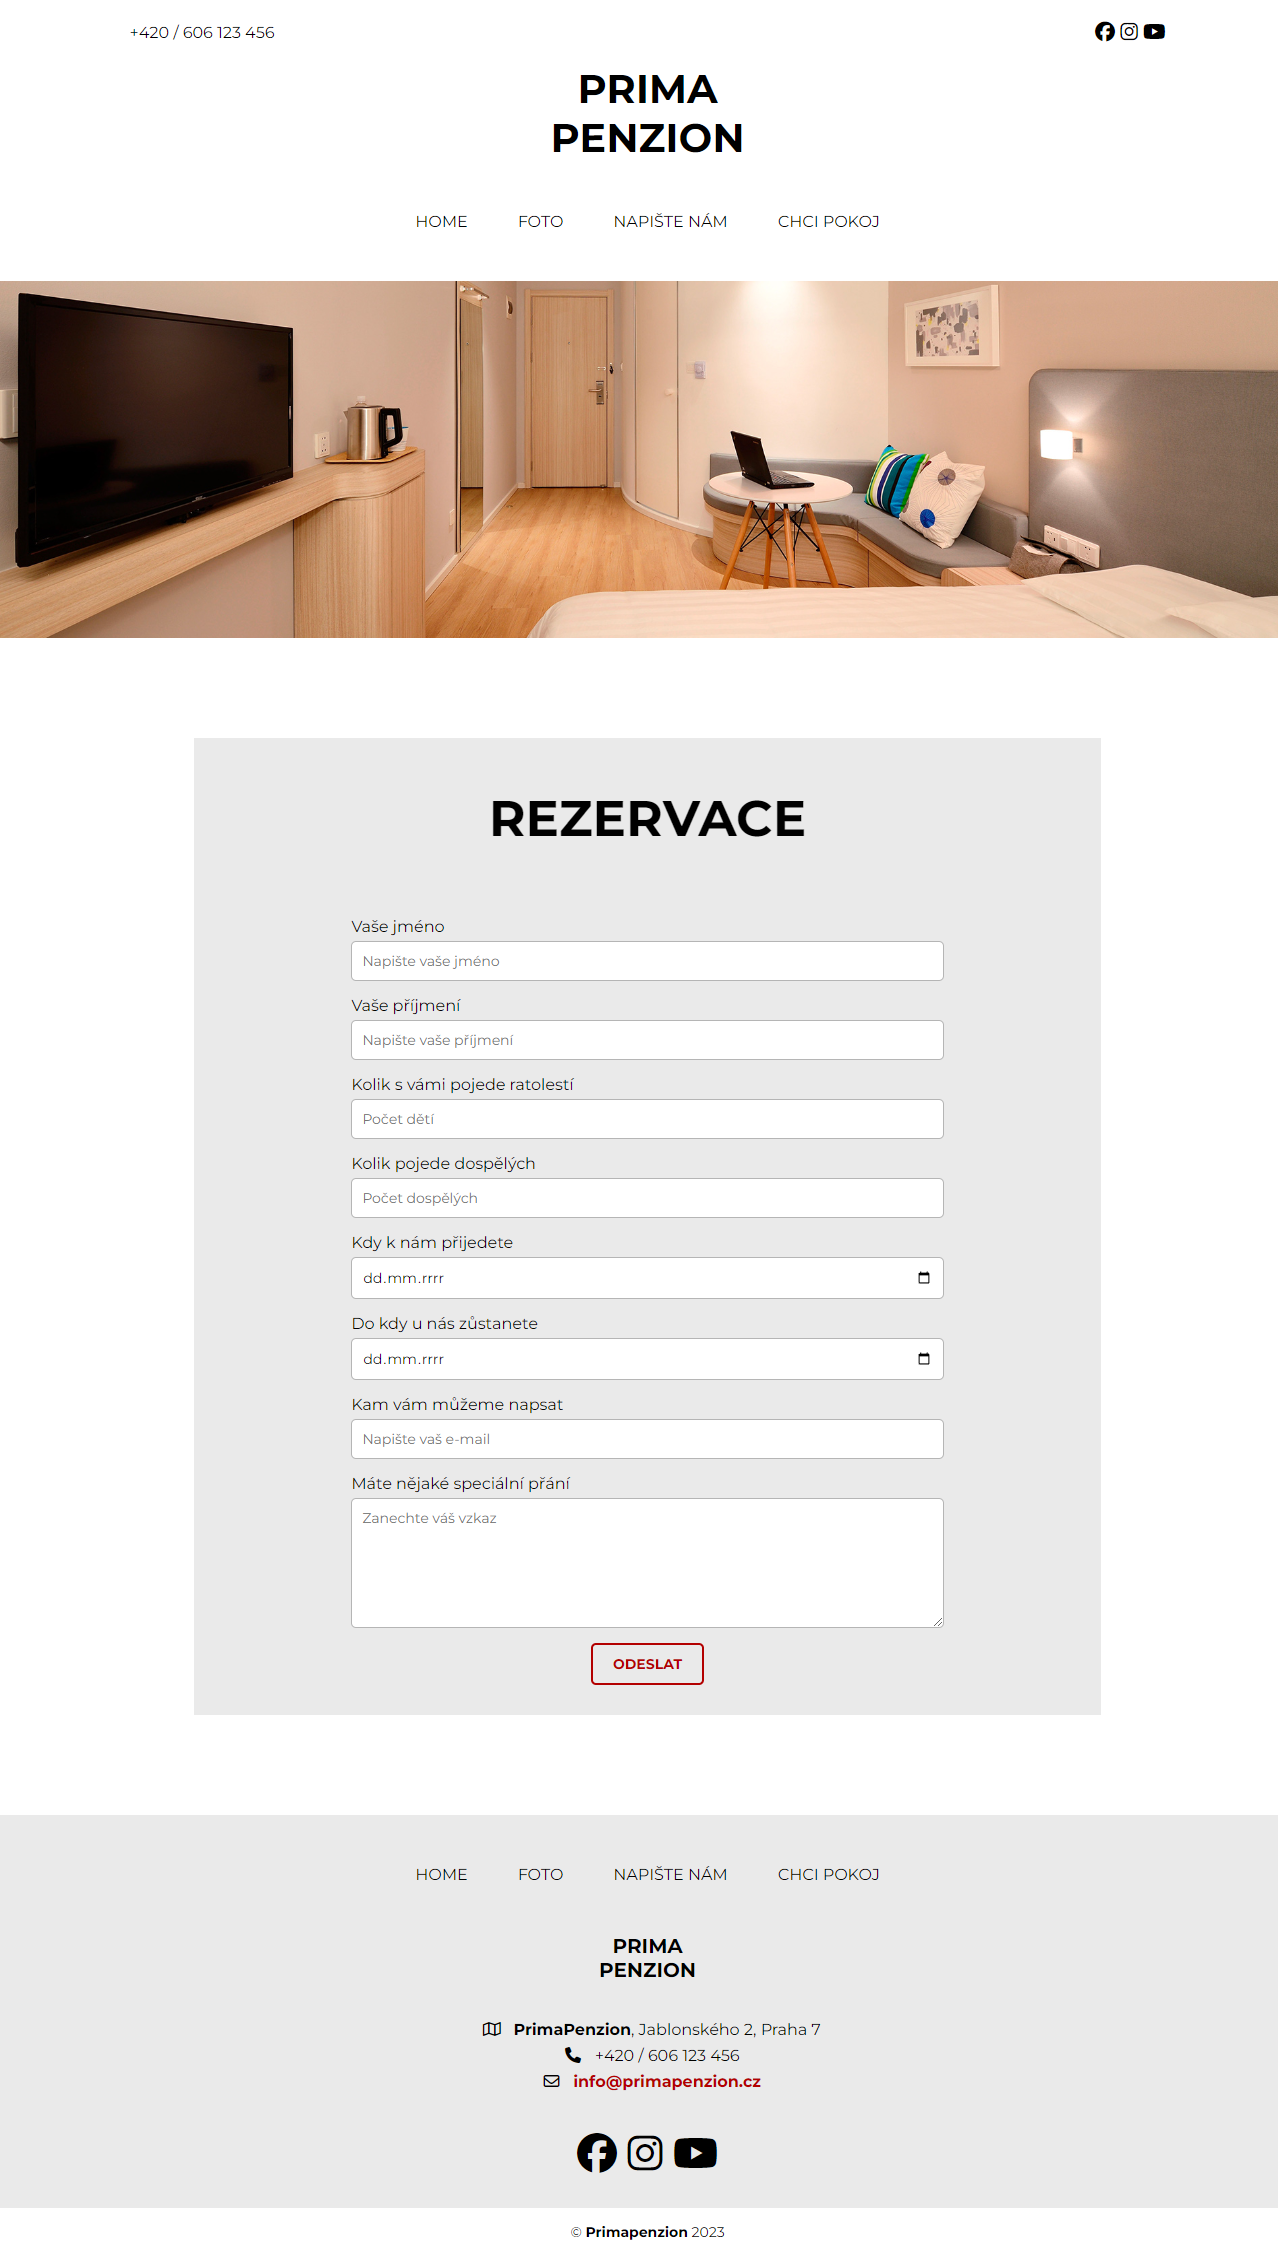 +420 / 606 123 456
PRIMA
PENZION
HOME FOTO NAPIŠTE NÁM CHCI POKOJ
REZERVACE
Vaše jméno
Napište vaše jméno
Vaše příjmení
Napište vaše příjmení
Kolik s vámi pojede ratolestí
Počet dětí
Kolik pojede dospělých
Počet dospělých
Kdy k nám přijedete
dd.mm.rrrr
Do kdy u nás zůstanete
dd.mm.rrrr
Kam vám můžeme napsat
Napište vaš e-mail
Máte nějaké speciální přání
Zanechte váš vzkaz
ODESLAT
HOME FOTO NAPIŠTE NÁM CHCI POKOJ
PRIMA
PENZION
PrimaPenzion, Jablonského 2, Praha 7
+420 / 606 123 456
info@primapenzion.cz
© Primapenzion 2023